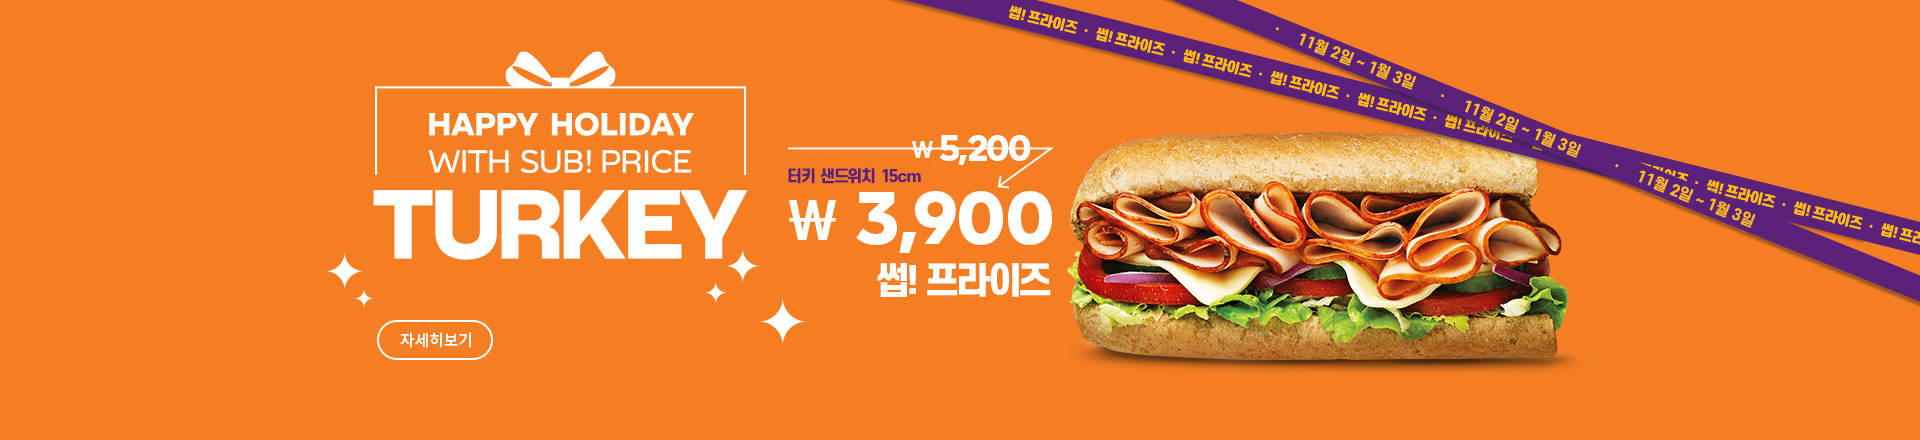 HAPPY HOLIDAY
WITH SUB! PRICE
TURKEY
자세히보기
₩ 5,200
터키 샌드위치 15cm
₩ 3,900
썹! 프라이즈
썹! 프라이즈 · 썹! 프라이즈 · 썹! 프라이즈 · 썹! 프라이즈 · 썹! 프라이즈 · 썹! 프라이즈 · 썹! 프라이즈 · 썹! 프라이즈 ·
· 11월 2일 ~ 1월 3일 · 11월 2일 ~ 1월 3일 · 11월 2일 ~ 1월 3일